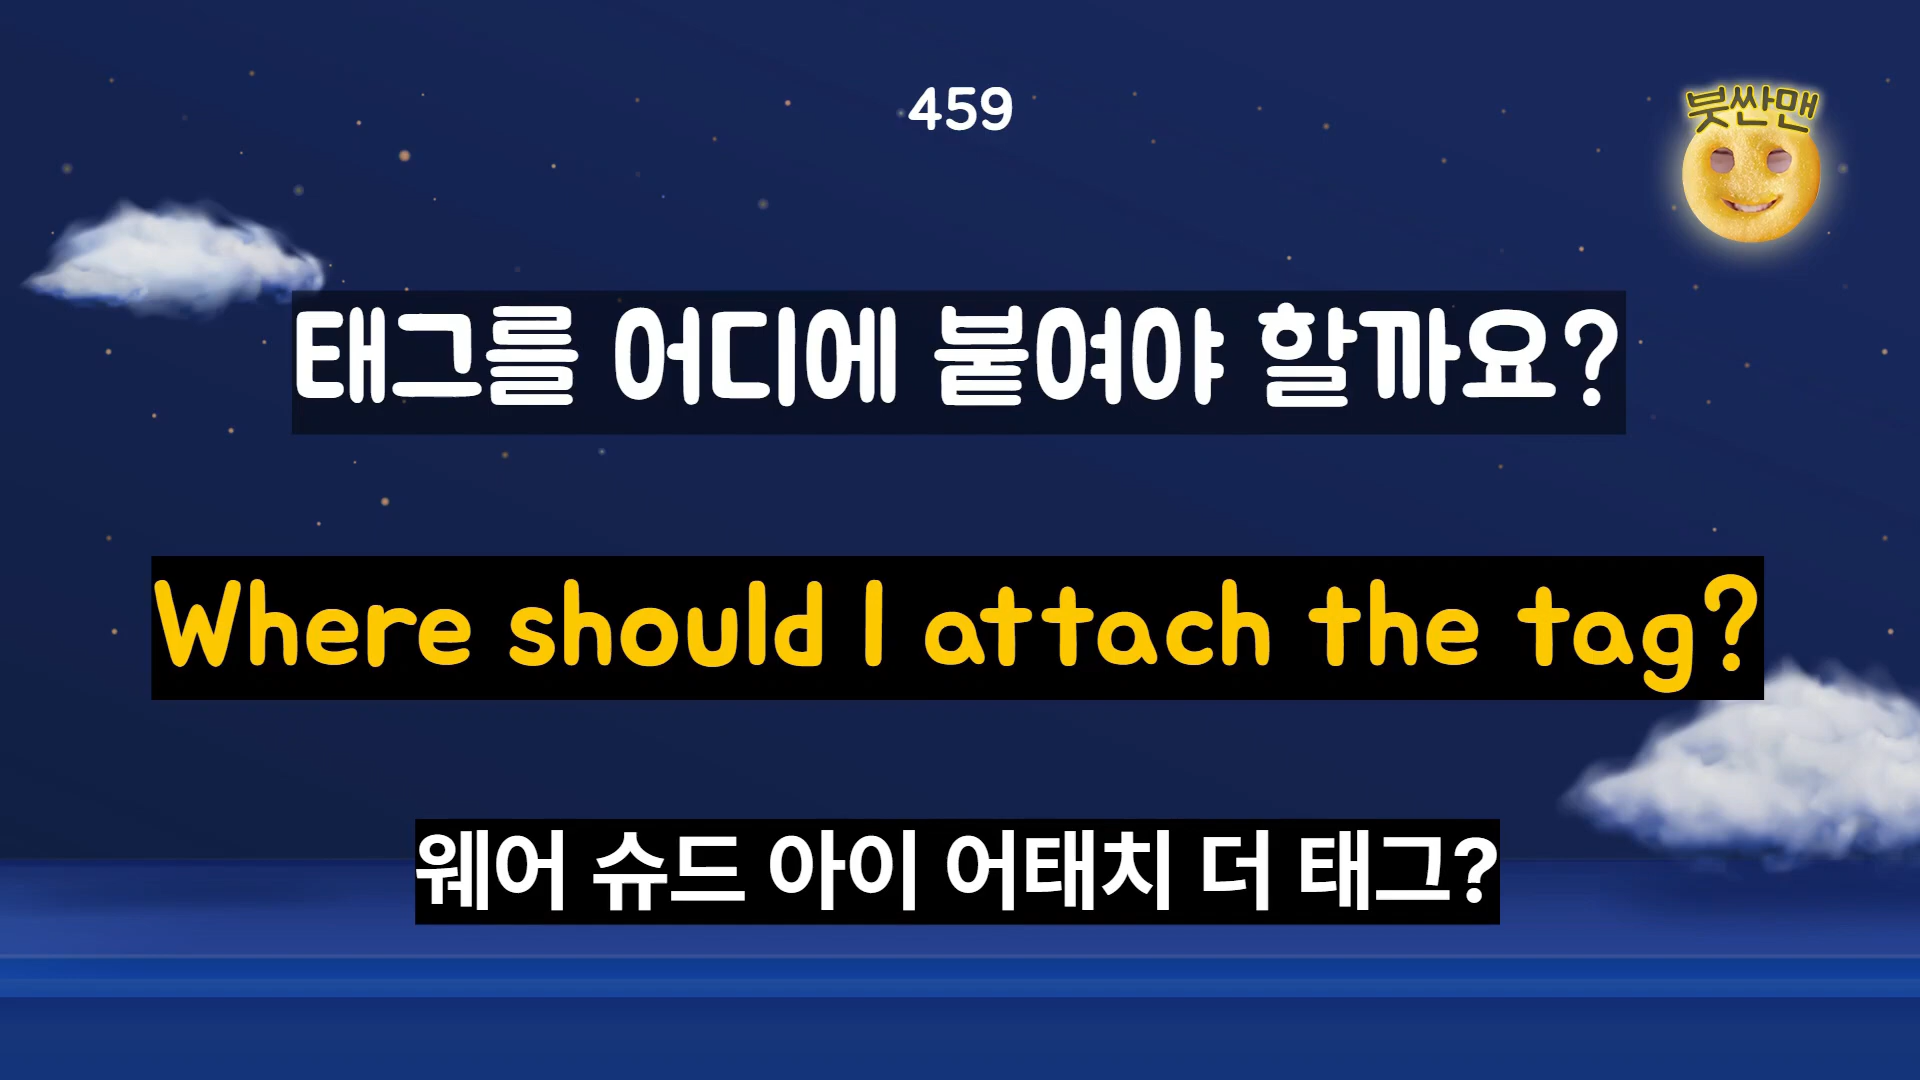 459
붓싼맨
태그를 어디에 붙여야 할까요?
Where should I attach the tag?
웨어 슈드 아이 어태치 더 태그?